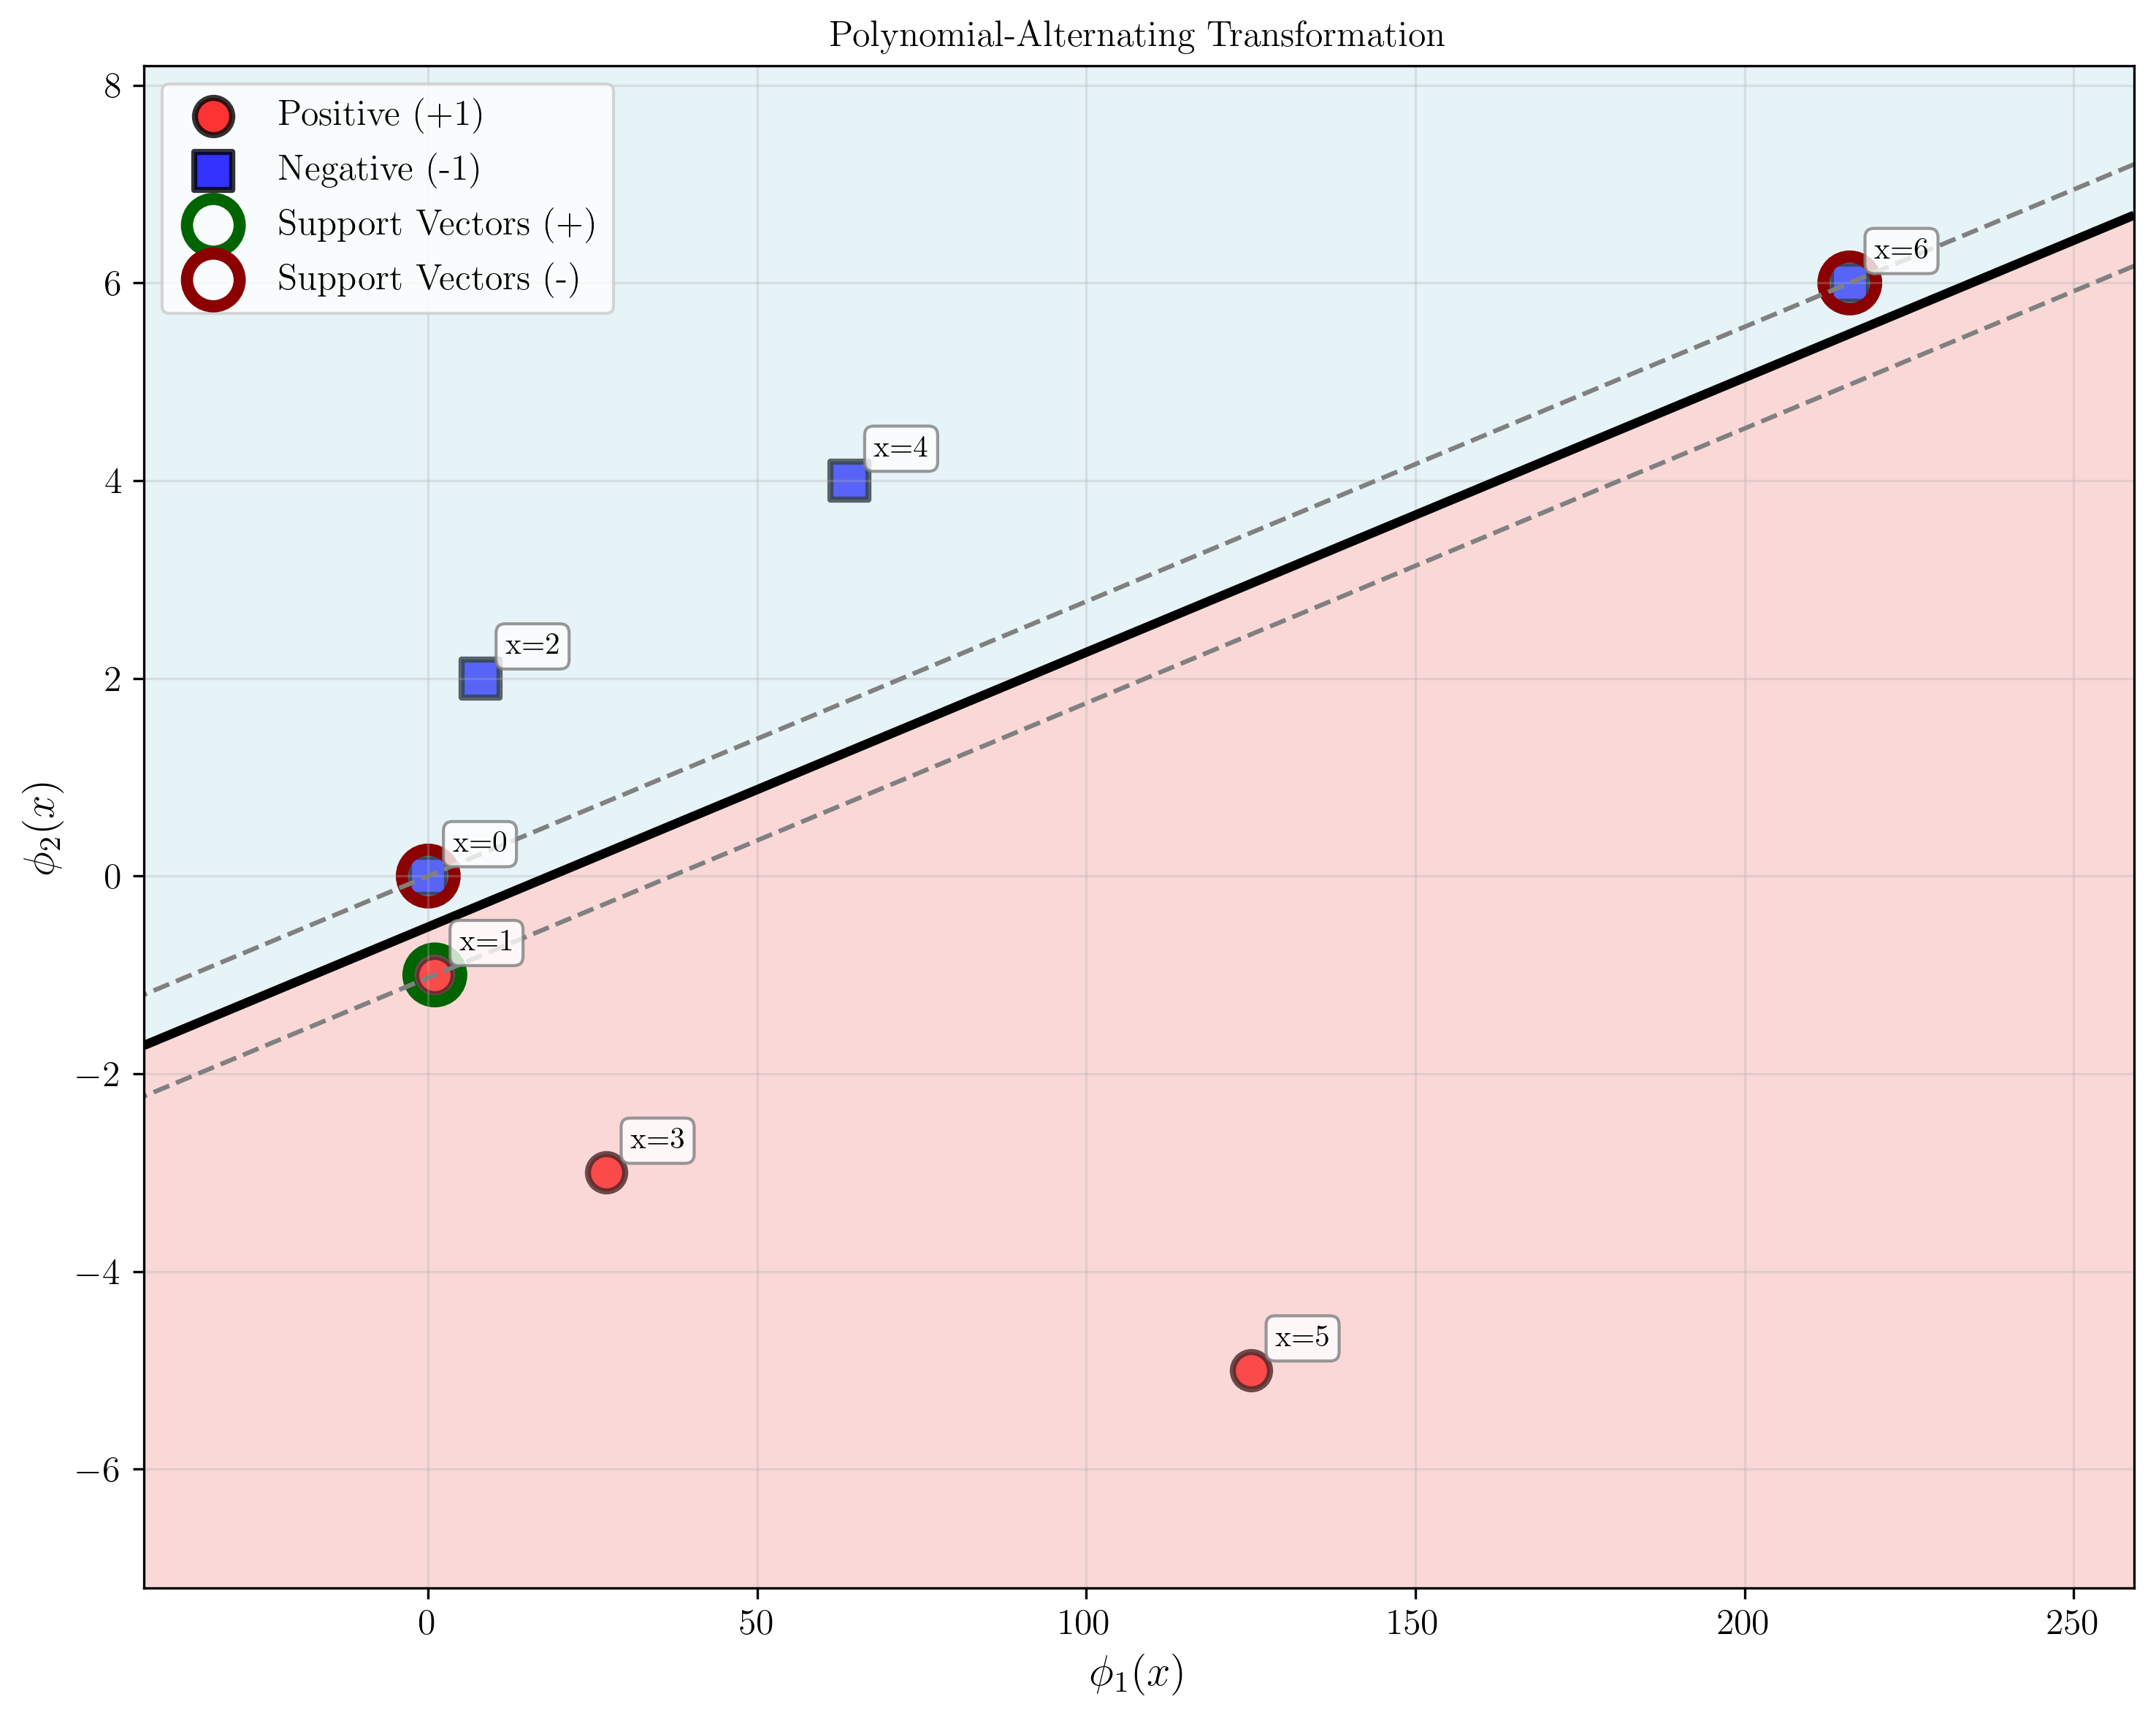 Polynomial-Alternating Transformation
Positive (+1)
Negative (-1)
Support Vectors (+)
Support Vectors (-)
8
6
4
2
0
−2
−4
−6
x=6
x=4
x=2
x=0
x=1
x=3
x=5
ϕ₂(x)
0
50
100
150
200
250
ϕ₁(x)